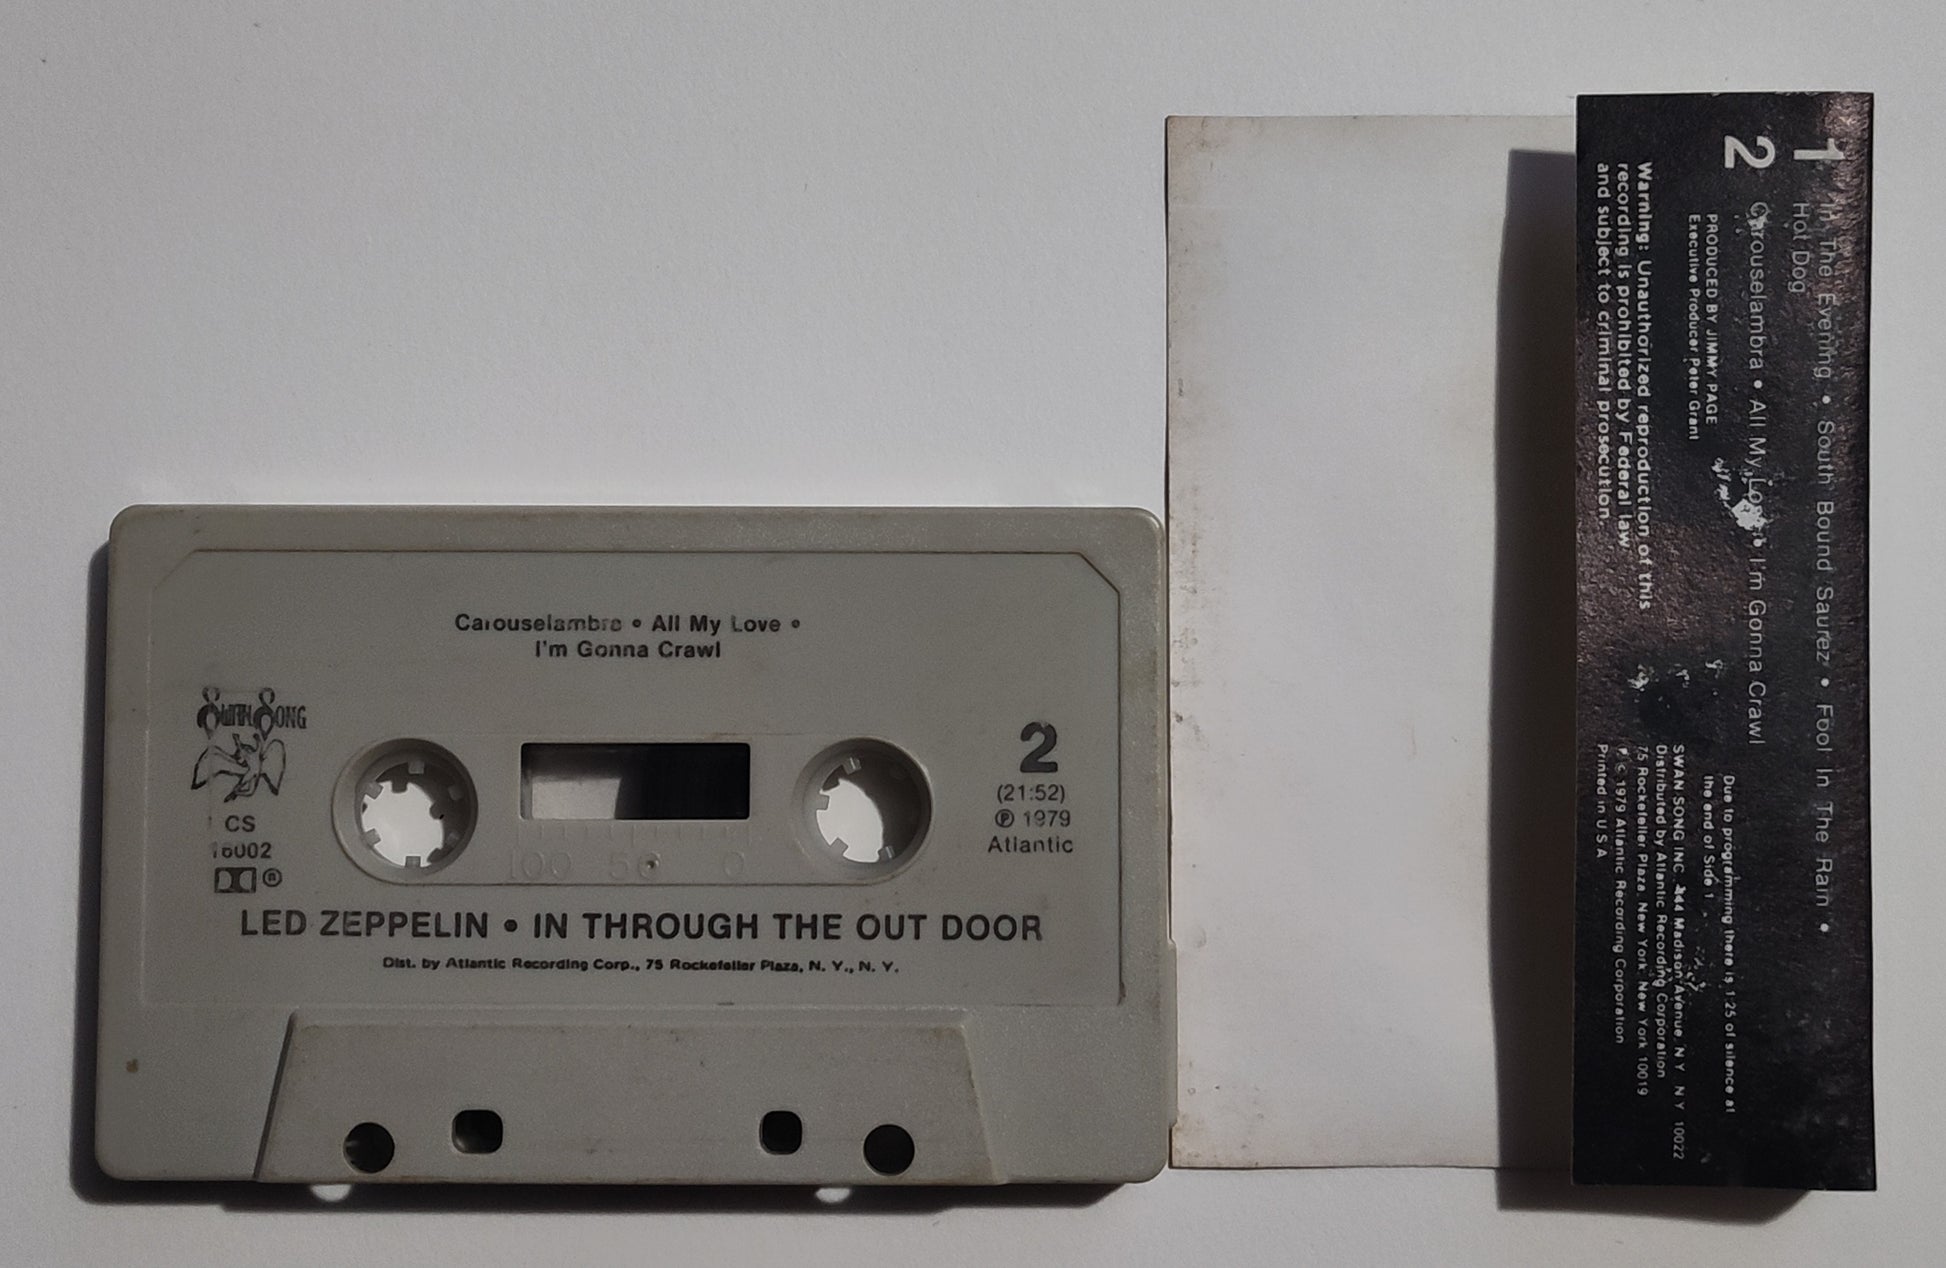 Carouselambra • All My Love •
I'm Gonna Crawl
SWAN SONG
2
(21:52)
℗ 1979
Atlantic
CS
16002
®
100 50 0
LED ZEPPELIN • IN THROUGH THE OUT DOOR
Dist. by Atlantic Recording Corp., 75 Rockefeller Plaza, N. Y., N. Y.
1 In The Evening • South Bound Saurez • Fool In The Rain •
Hot Dog
2 Carouselambra • All My Love • I'm Gonna Crawl
PRODUCED BY JIMMY PAGE
Executive Producer Peter Grant
Warning: Unauthorized reproduction of this
recording is prohibited by Federal law
and subject to criminal prosecution
Due to programming there is 1:25 of silence at
the end of Side 1
SWAN SONG INC 444 Madison Avenue, N Y N Y 10022
Distributed by Atlantic Recording Corporation
75 Rockefeller Plaza New York, New York 10019
P C 1979 Atlantic Recording Corporation
Printed in U S A